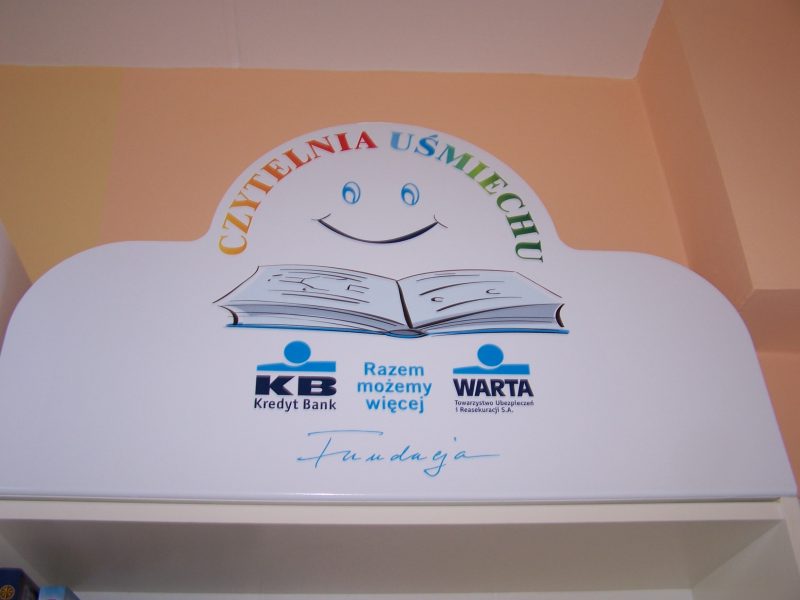 CZYTELNIA UŚMIECHU
KB
Kredyt Bank
Razem
możemy
więcej
WARTA
Towarzystwo Ubezpieczeń
i Reasekuracji S.A.
Fundacja